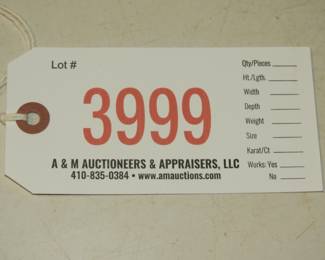 Lot #
3999
A & M AUCTIONEERS & APPRAISERS, LLC
410-835-0384 • www.amauctions.com
Qty/Pieces
Ht./Lgth.
Width
Depth
Weight
Size
Karat/Ct.
Works: Yes
No